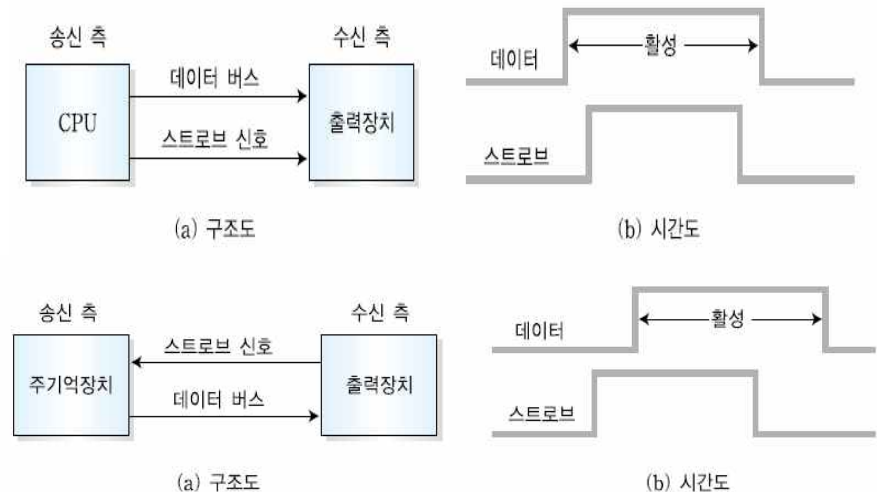 송신 측
수신 측
CPU
데이터 버스
스트로브 신호
출력장치
(a) 구조도
데이터
활성
스트로브
(b) 시간도
송신 측
수신 측
주기억장치
스트로브 신호
데이터 버스
출력장치
(a) 구조도
데이터
활성
스트로브
(b) 시간도